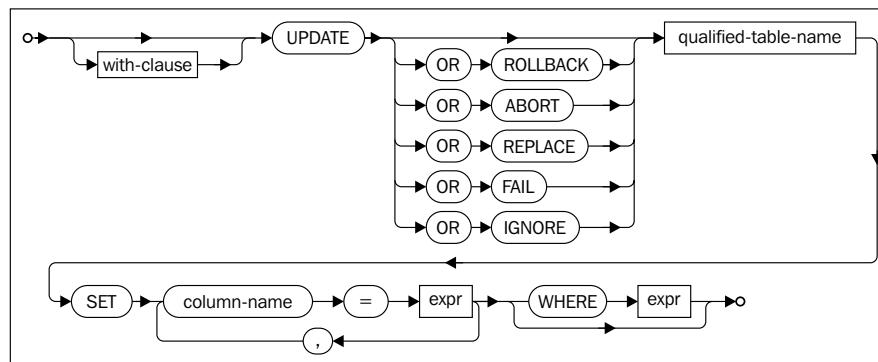 with-clause UPDATE qualified-table-name
OR ROLLBACK
OR ABORT
OR REPLACE
OR FAIL
OR IGNORE
SET column-name = expr WHERE expr
,